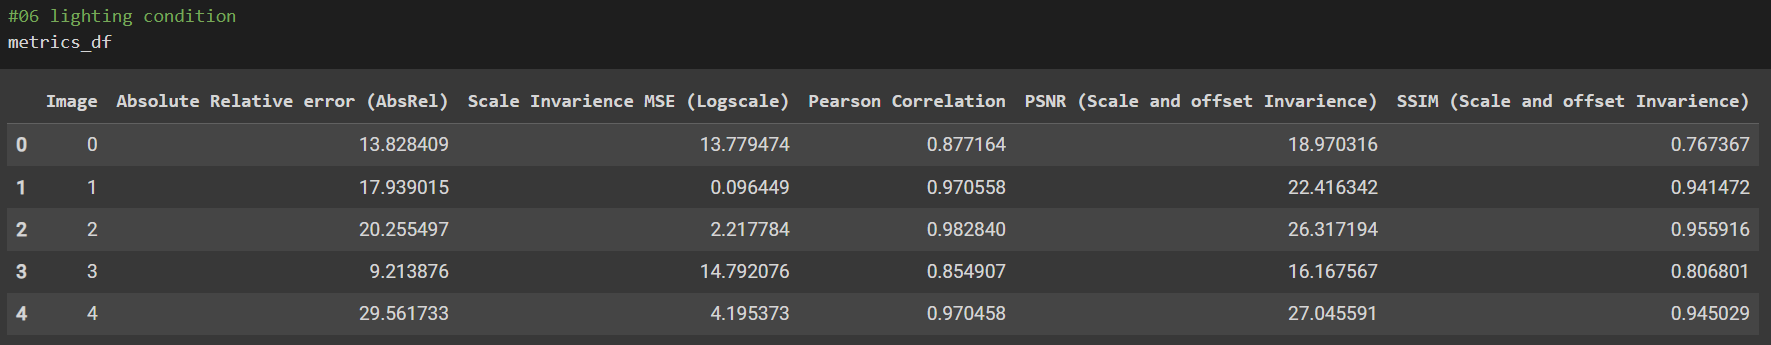 #06 lighting condition
metrics_df
Image Absolute Relative error (AbsRel) Scale Invarience MSE (Logscale) Pearson Correlation PSNR (Scale and offset Invarience) SSIM (Scale and offset Invarience)
0 0 13.828409 13.779474 0.877164 18.970316 0.767367
1 1 17.939015 0.096449 0.970558 22.416342 0.941472
2 2 20.255497 2.217784 0.982840 26.317194 0.955916
3 3 9.213876 14.792076 0.854907 16.167567 0.806801
4 4 29.561733 4.195373 0.970458 27.045591 0.945029